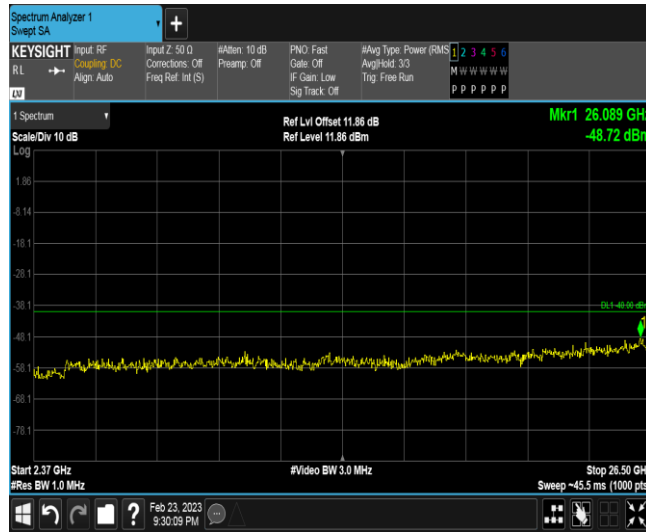 Spectrum Analyzer 1
Swept SA
+
KEYSIGHT
RL
LXI
Input: RF
Coupling: DC
Align: Auto
Input Z: 50 Ω
Corrections: Off
Freq Ref: Int (S)
#Atten: 10 dB
Preamp: Off
PNO: Fast
Gate: Off
IF Gain: Low
Sig Track: Off
#Avg Type: Power (RMS
Avg|Hold: 3/3
Trig: Free Run
1 2 3 4 5 6
M W W W W W
P P P P P P
1 Spectrum
Scale/Div 10 dB
Log
Ref Lvl Offset 11.86 dB
Ref Level 11.86 dBm
Mkr1 26.089 GHz
-48.72 dBm
1.86
-8.14
-18.1
-28.1
-38.1
DL1 -40.00 dBm
-48.1
-58.1
-68.1
-78.1
Start 2.37 GHz
#Video BW 3.0 MHz
Stop 26.50 GH
#Res BW 1.0 MHz
Sweep ~45.5 ms (1000 pts
?
Feb 23, 2023
9:30:09 PM